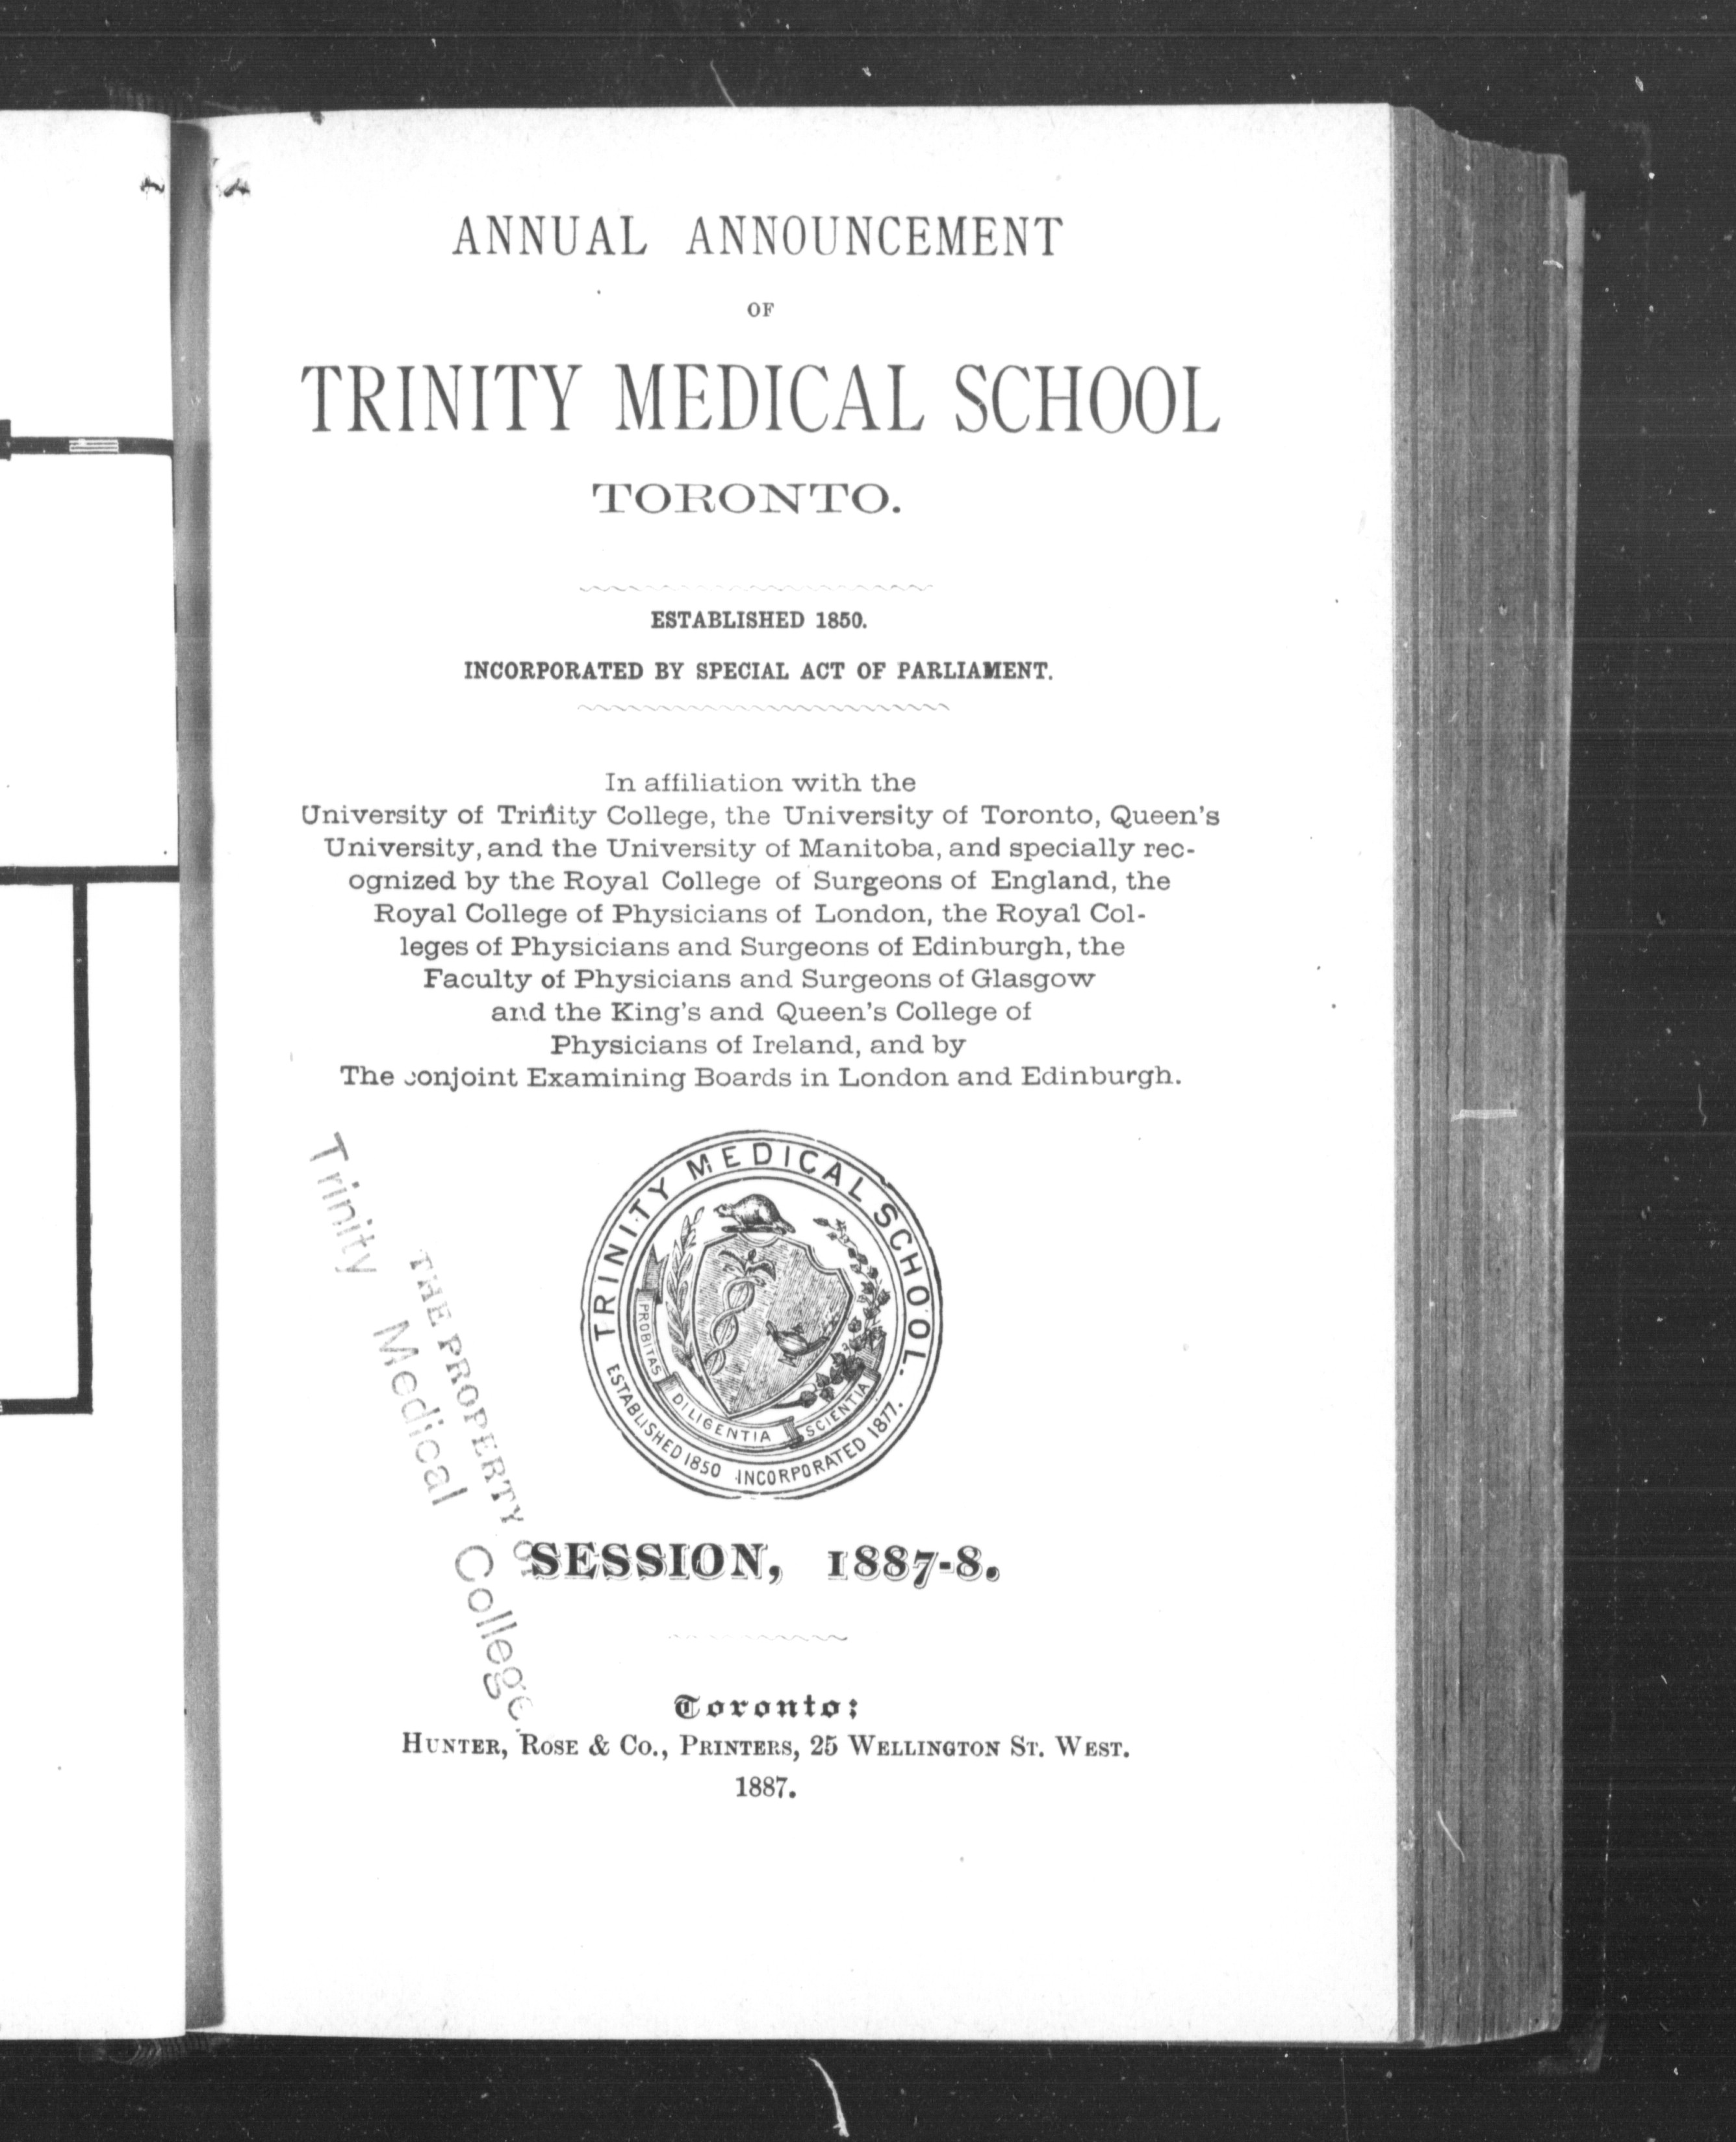 ANNUAL ANNOUNCEMENT
OF
TRINITY MEDICAL SCHOOL
TORONTO.
ESTABLISHED 1850.
INCORPORATED BY SPECIAL ACT OF PARLIAMENT.
In affiliation with the
University of Trinity College, the University of Toronto, Queen's
University, and the University of Manitoba, and specially rec-
ognized by the Royal College of Surgeons of England, the
Royal College of Physicians of London, the Royal Col-
leges of Physicians and Surgeons of Edinburgh, the
Faculty of Physicians and Surgeons of Glasgow
and the King's and Queen's College of
Physicians of Ireland, and by
The conjoint Examining Boards in London and Edinburgh.
TRINITY MEDICAL SCHOOL.
PROBITAS
DILIGENTIA
SCIENTIA
ESTABLISHED 1850 INCORPORATED 1877.
THE PROPERTY OF
Trinity Medical College,
SESSION, 1887-8.
Toronto:
HUNTER, ROSE & CO., PRINTERS, 25 WELLINGTON ST. WEST.
1887.